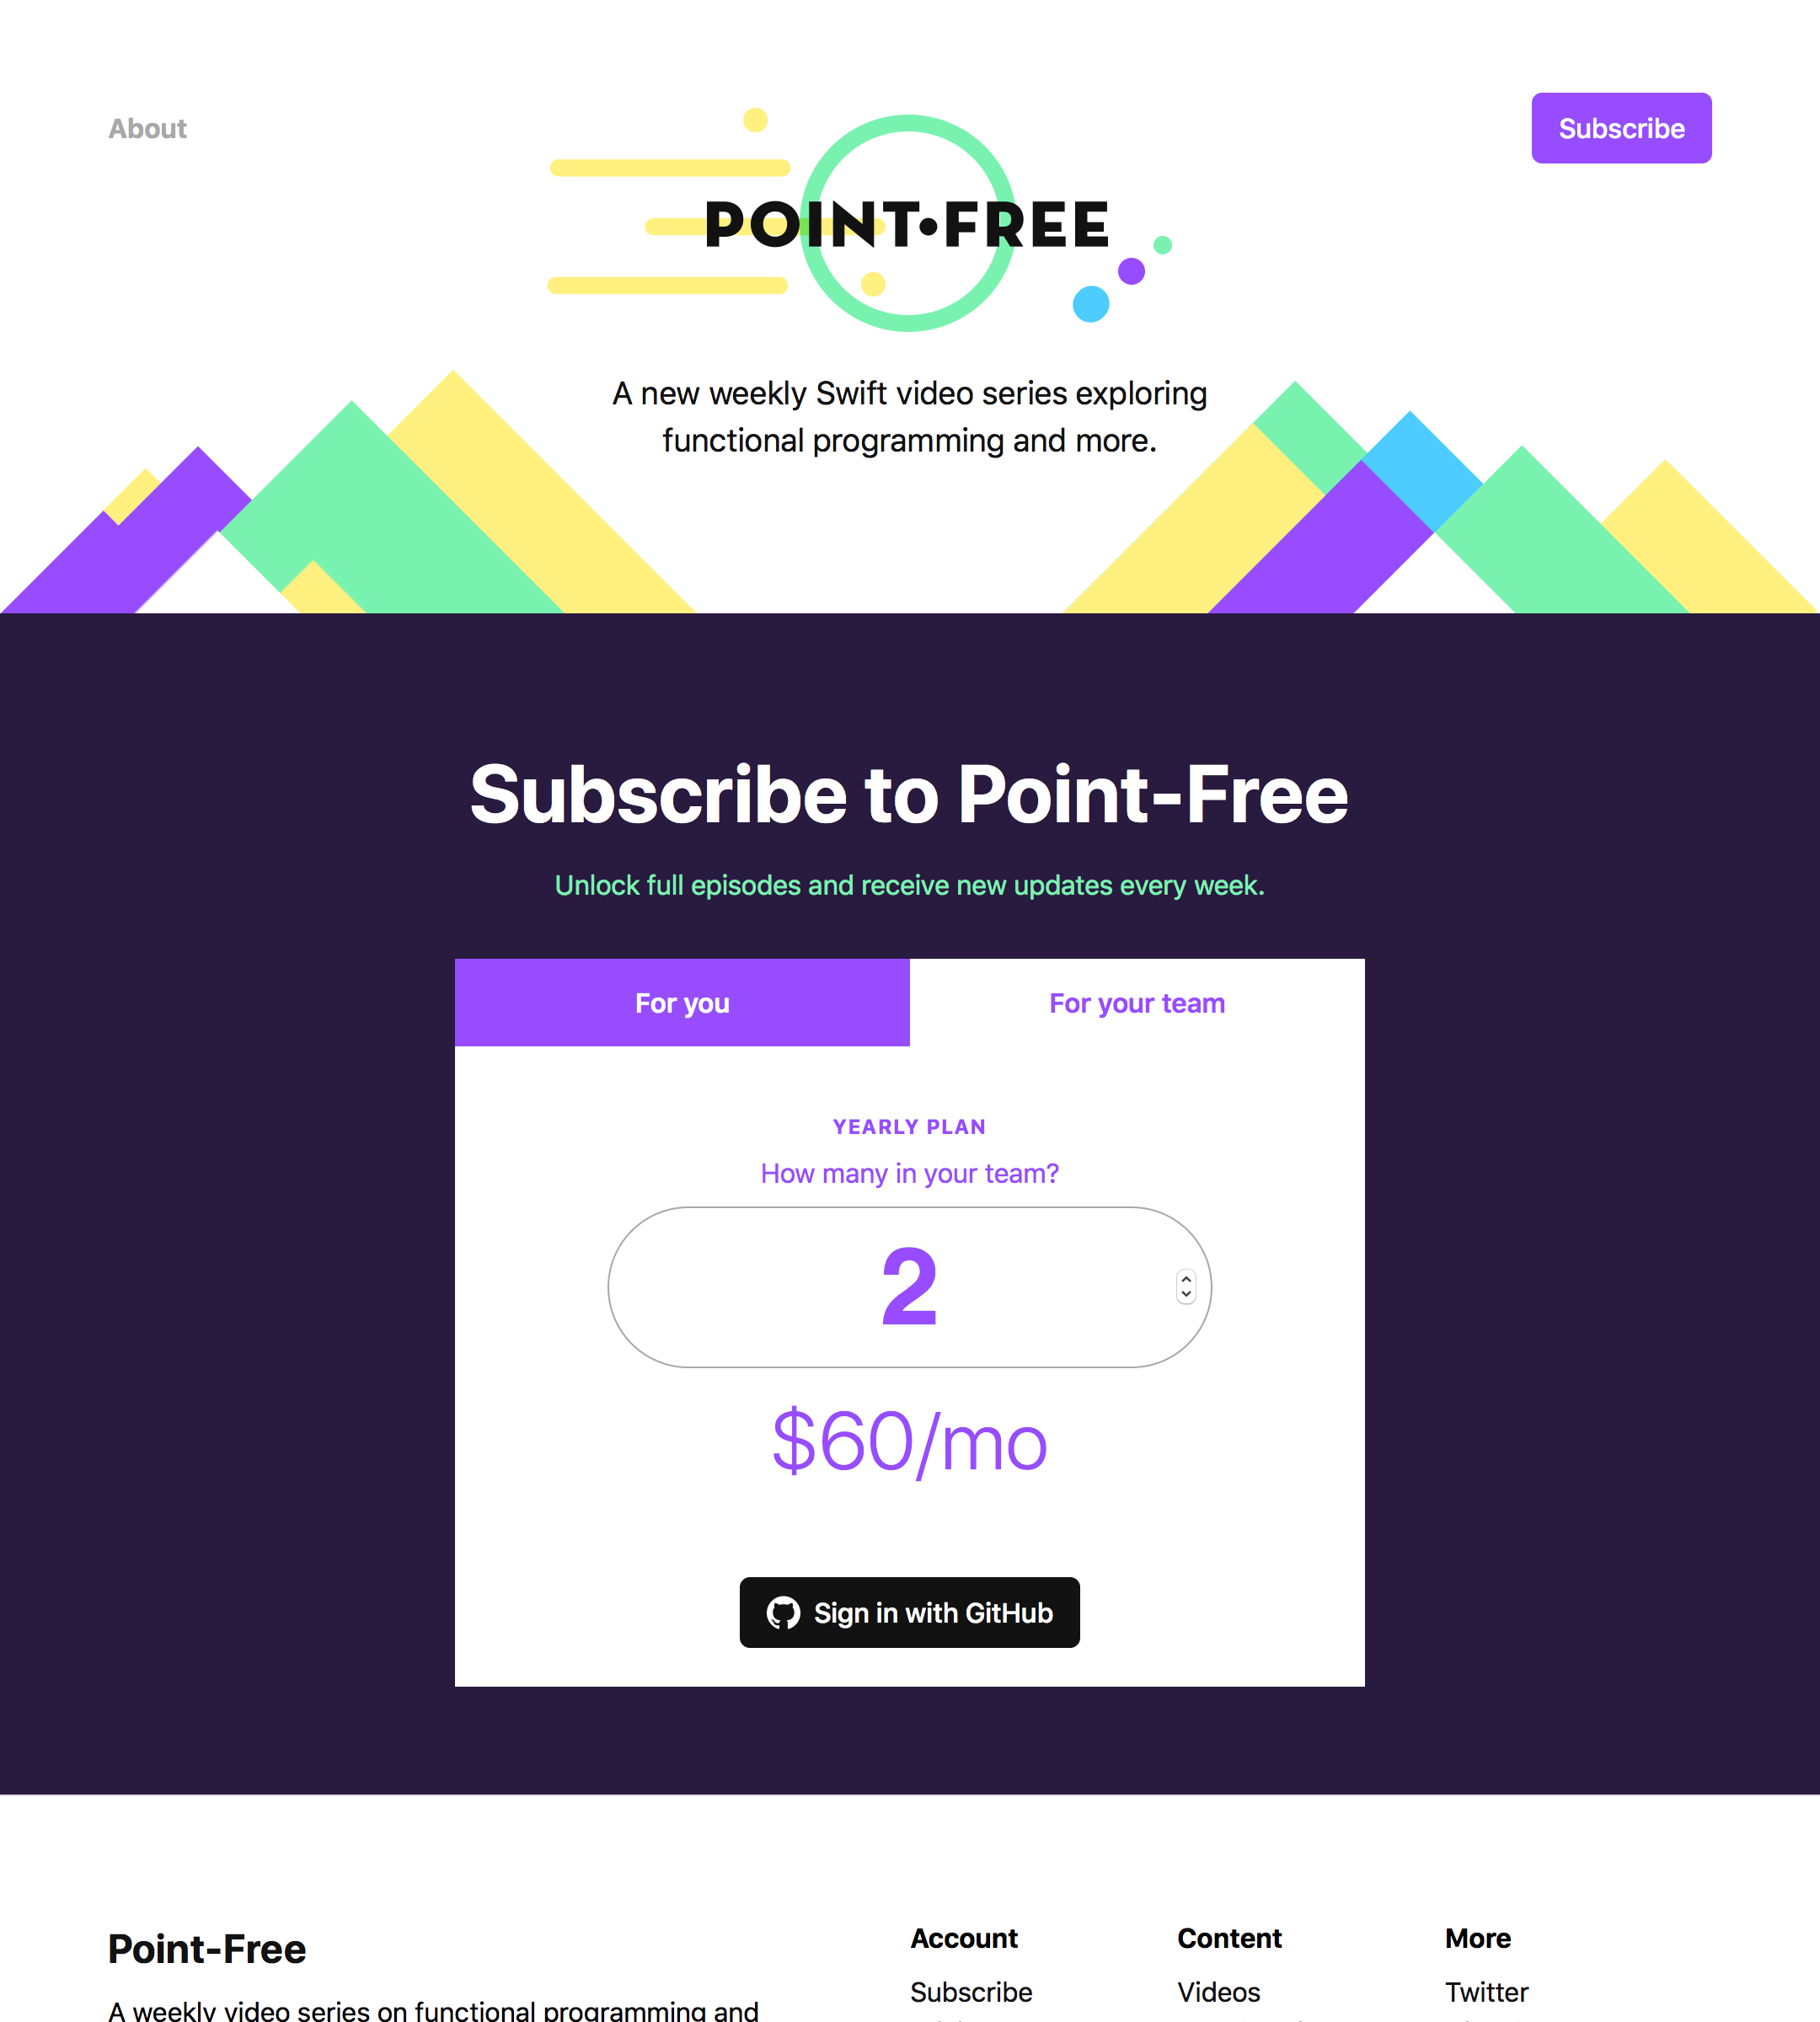 About
POINT•FREE
Subscribe
A new weekly Swift video series exploring
functional programming and more.
Subscribe to Point-Free
Unlock full episodes and receive new updates every week.
For you
For your team
YEARLY PLAN
How many in your team?
2
$60/mo
Sign in with GitHub
Point-Free
A weekly video series on functional programming and
Account
Subscribe
Content
Videos
More
Twitter